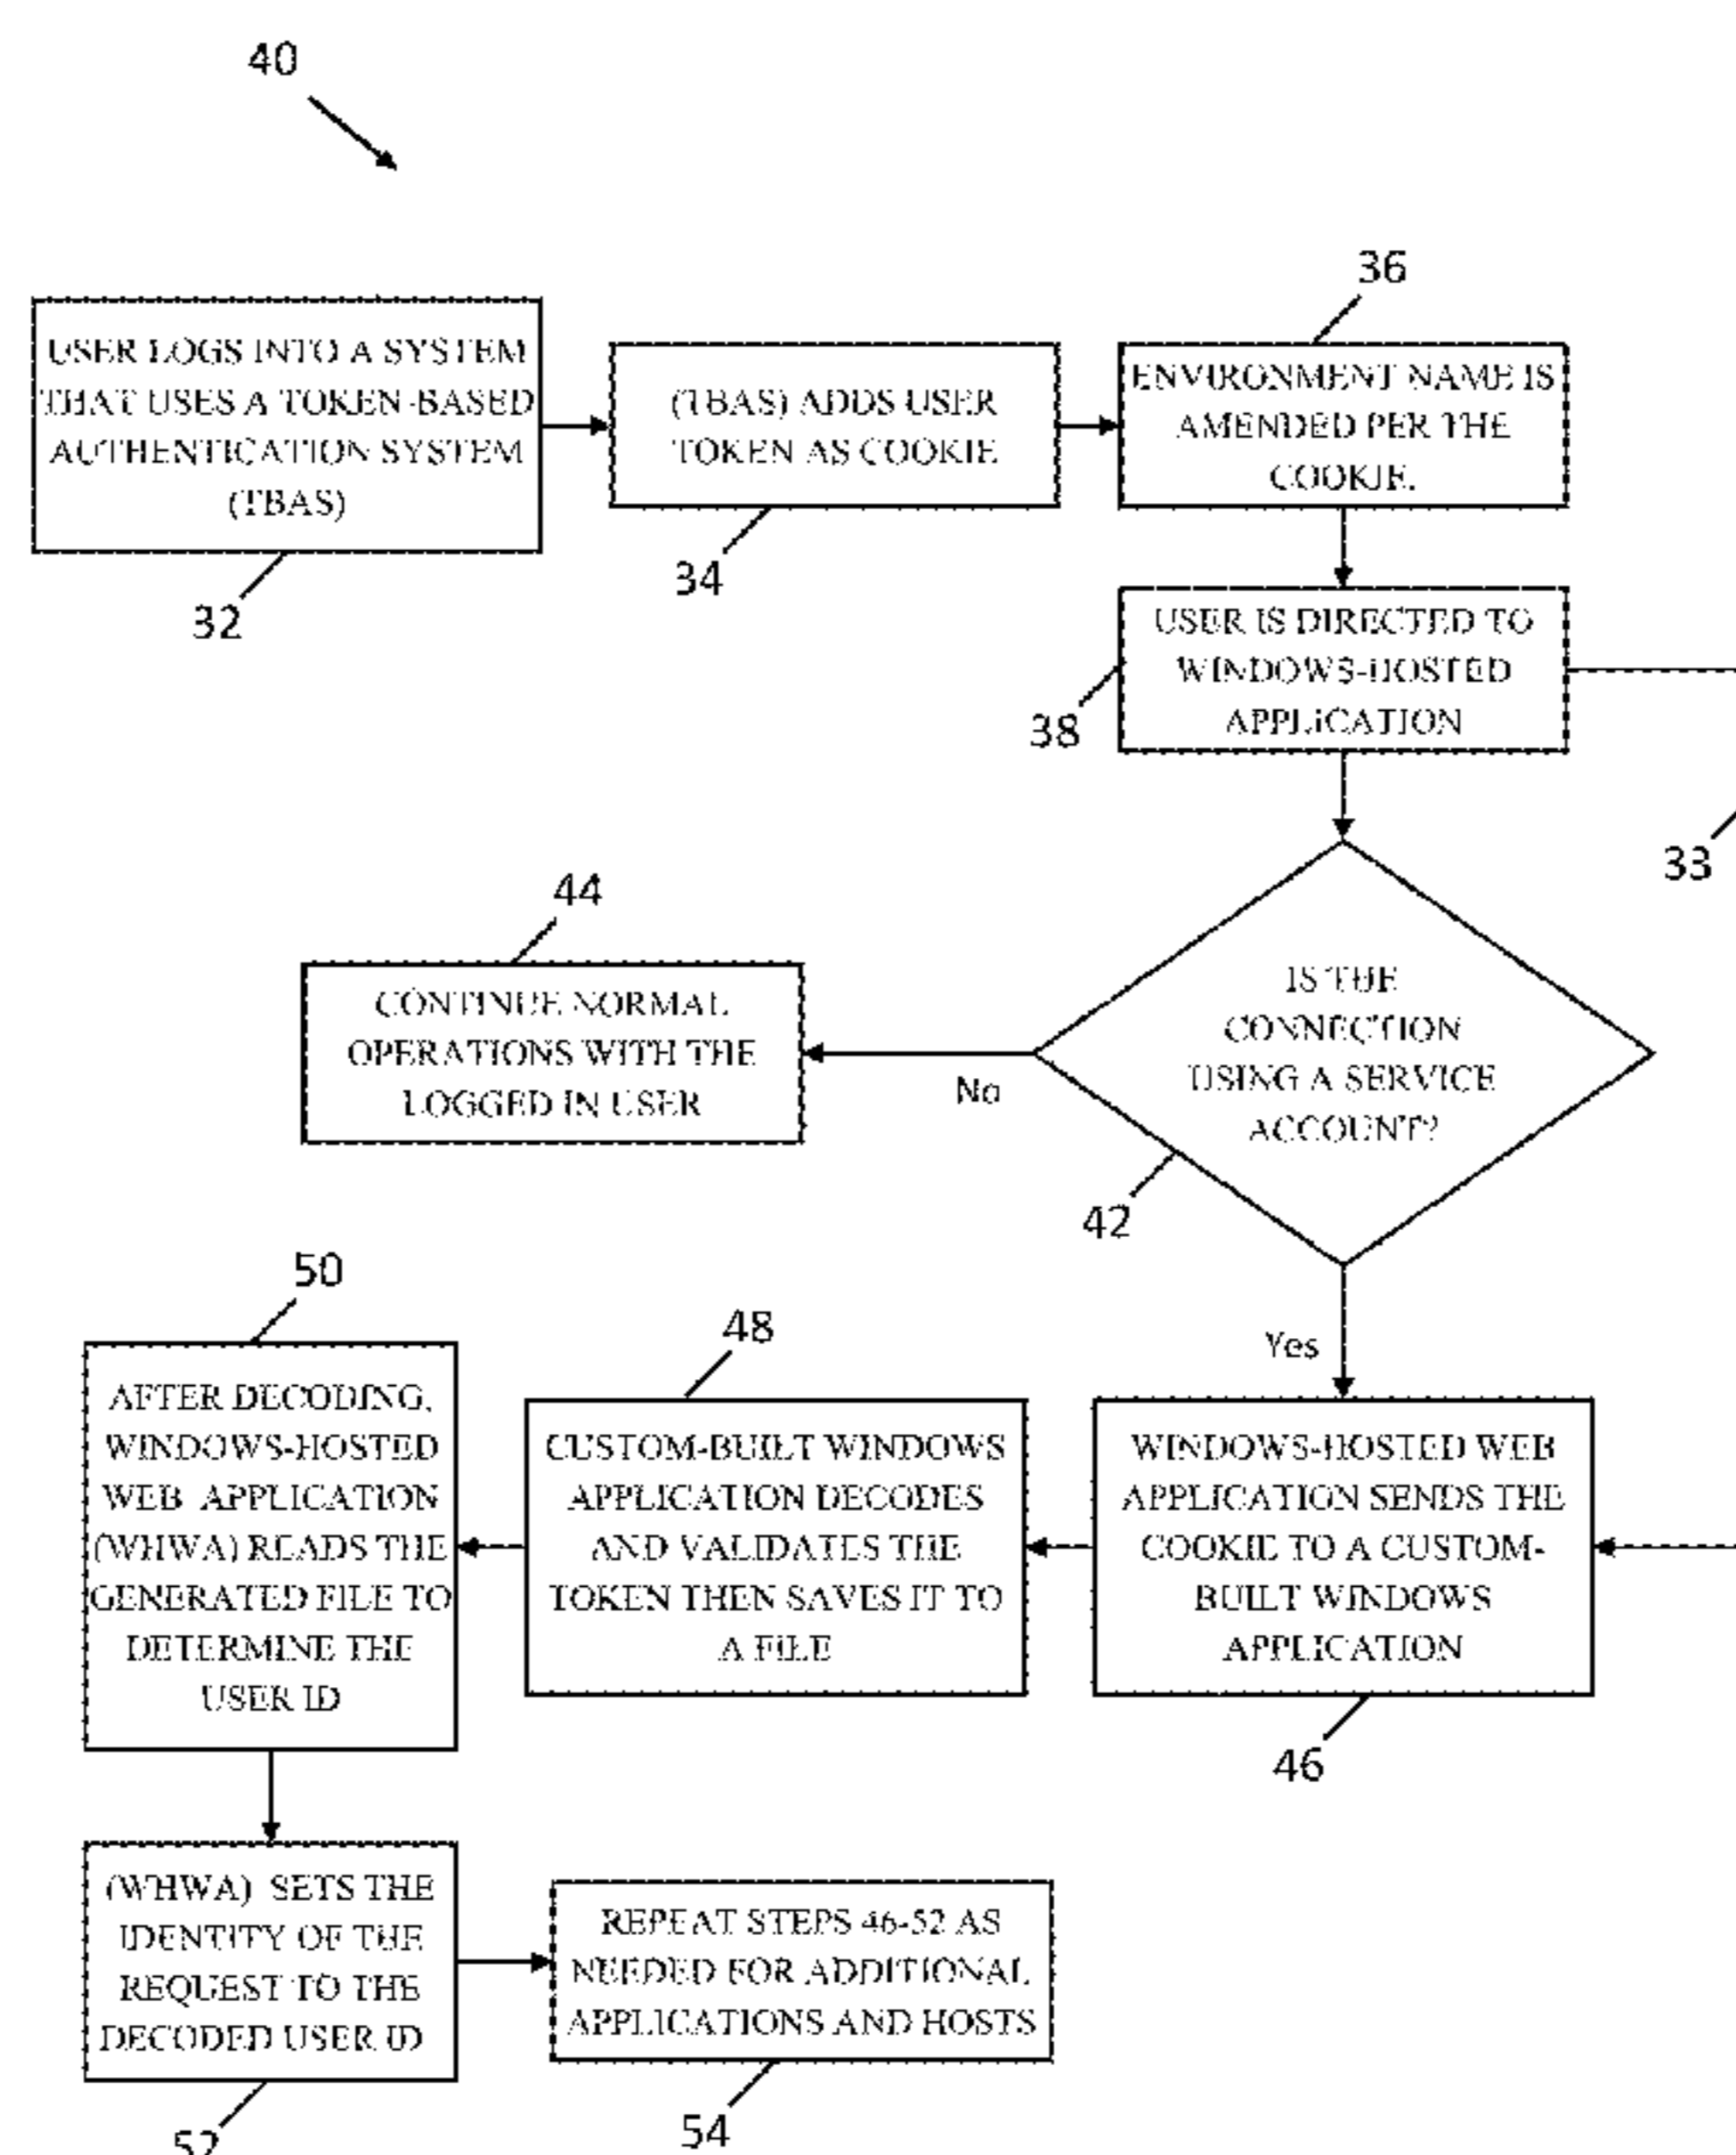 40
36
USER LOGS INTO A SYSTEM
THAT USES A TOKEN-BASED
AUTHENTICATION SYSTEM
(TBAS)
32
(TBAS) ADDS USER
TOKEN AS COOKIE
34
ENVIRONMENT NAME IS
AMENDED PER THE
COOKIE.
USER IS DIRECTED TO
WINDOWS-HOSTED
APPLICATION
38
33
44
CONTINUE NORMAL
OPERATIONS WITH THE
LOGGED IN USER
No
IS THE
CONNECTION
USING A SERVICE
ACCOUNT?
42
Yes
50
48
AFTER DECODING,
WINDOWS-HOSTED
WEB APPLICATION
(WHWA) READS THE
GENERATED FILE TO
DETERMINE THE
USER ID
CUSTOM-BUILT WINDOWS
APPLICATION DECODES
AND VALIDATES THE
TOKEN THEN SAVES IT TO
A FILE
WINDOWS-HOSTED WEB
APPLICATION SENDS THE
COOKIE TO A CUSTOM-
BUILT WINDOWS
APPLICATION
46
(WHWA) SETS THE
IDENTITY OF THE
REQUEST TO THE
DECODED USER ID
52
REPEAT STEPS 46-52 AS
NEEDED FOR ADDITIONAL
APPLICATIONS AND HOSTS
54